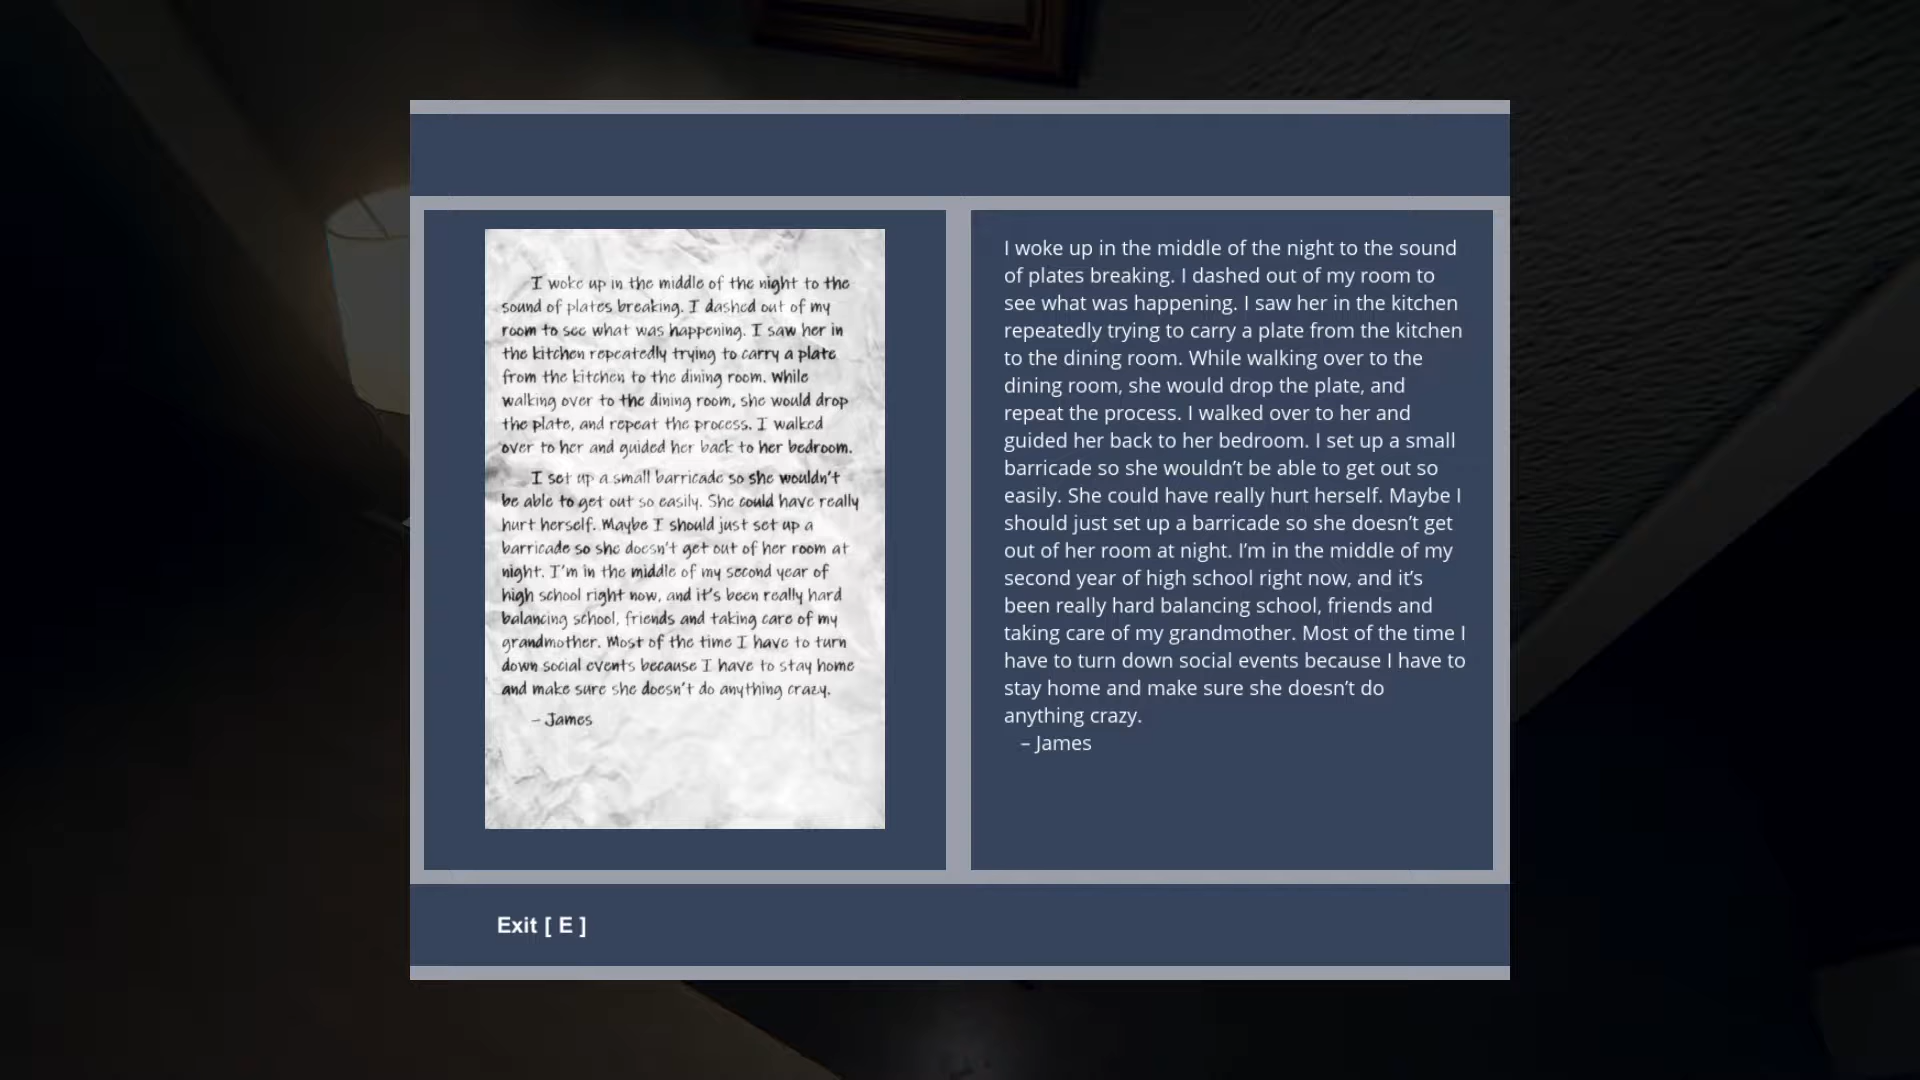 I woke up in the middle of the night to the
sound of plates breaking. I dashed out of my
room to see what was happening. I saw her in
the kitchen repeatedly trying to carry a plate
from the kitchen to the dining room. While
walking over to the dining room, she would drop
the plate, and repeat the process. I walked
over to her and guided her back to her bedroom.
I set up a small barricade so she wouldn't
be able to get out so easily. She could have really
hurt herself. Maybe I should just set up a
barricade so she doesn't get out of her room at
night. I'm in the middle of my second year of
high school right now, and it's been really hard
balancing school, friends and taking care of my
grandmother. Most of the time I have to turn
down social events because I have to stay home
and make sure she doesn't do anything crazy.
– James
I woke up in the middle of the night to the sound
of plates breaking. I dashed out of my room to
see what was happening. I saw her in the kitchen
repeatedly trying to carry a plate from the kitchen
to the dining room. While walking over to the
dining room, she would drop the plate, and
repeat the process. I walked over to her and
guided her back to her bedroom. I set up a small
barricade so she wouldn’t be able to get out so
easily. She could have really hurt herself. Maybe I
should just set up a barricade so she doesn’t get
out of her room at night. I’m in the middle of my
second year of high school right now, and it’s
been really hard balancing school, friends and
taking care of my grandmother. Most of the time I
have to turn down social events because I have to
stay home and make sure she doesn’t do
anything crazy.
– James
Exit [ E ]